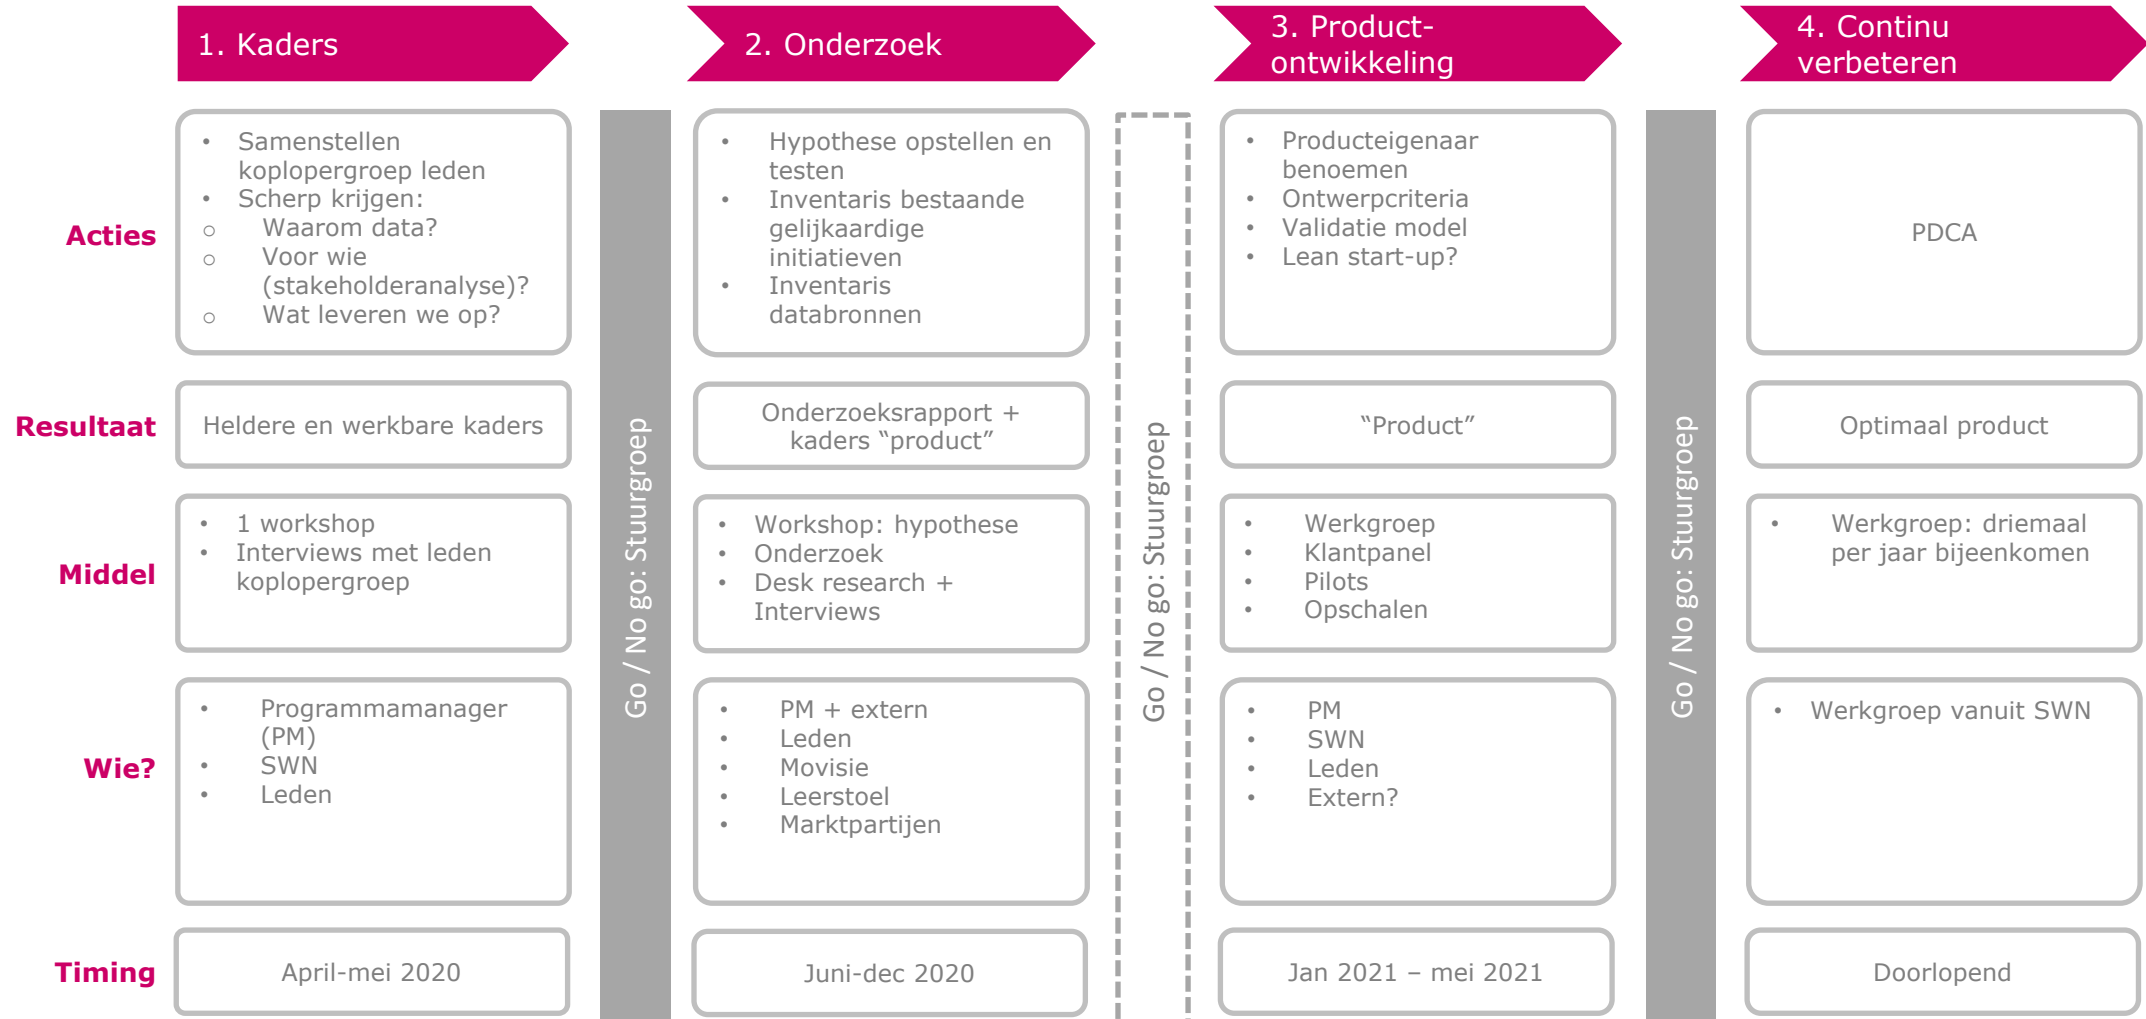 1. Kaders
2. Onderzoek
3. Product-
ontwikkeling
4. Continu
verbeteren
Acties
• Samenstellen
koplopergroep leden
• Scherp krijgen:
○ Waarom data?
○ Voor wie
(stakeholderanalyse)?
○ Wat leveren we op?
• Hypothese opstellen en
testen
• Inventaris bestaande
gelijkaardige
initiatieven
• Inventaris
databronnen
• Producteigenaar
benoemen
• Ontwerpcriteria
• Validatie model
• Lean start-up?
PDCA
Resultaat
Heldere en werkbare kaders
Onderzoeksrapport +
kaders “product”
“Product”
Optimaal product
Middel
• 1 workshop
• Interviews met leden
koplopergroep
• Workshop: hypothese
• Onderzoek
• Desk research +
Interviews
• Werkgroep
• Klantpanel
• Pilots
• Opschalen
• Werkgroep: driemaal
per jaar bijeenkomen
Wie?
• Programmamanager
(PM)
• SWN
• Leden
• PM + extern
• Leden
• Movisie
• Leerstoel
• Marktpartijen
• PM
• SWN
• Leden
• Extern?
• Werkgroep vanuit SWN
Timing
April-mei 2020
Juni-dec 2020
Jan 2021 – mei 2021
Doorlopend
Go / No go: Stuurgroep
Go / No go: Stuurgroep
Go / No go: Stuurgroep